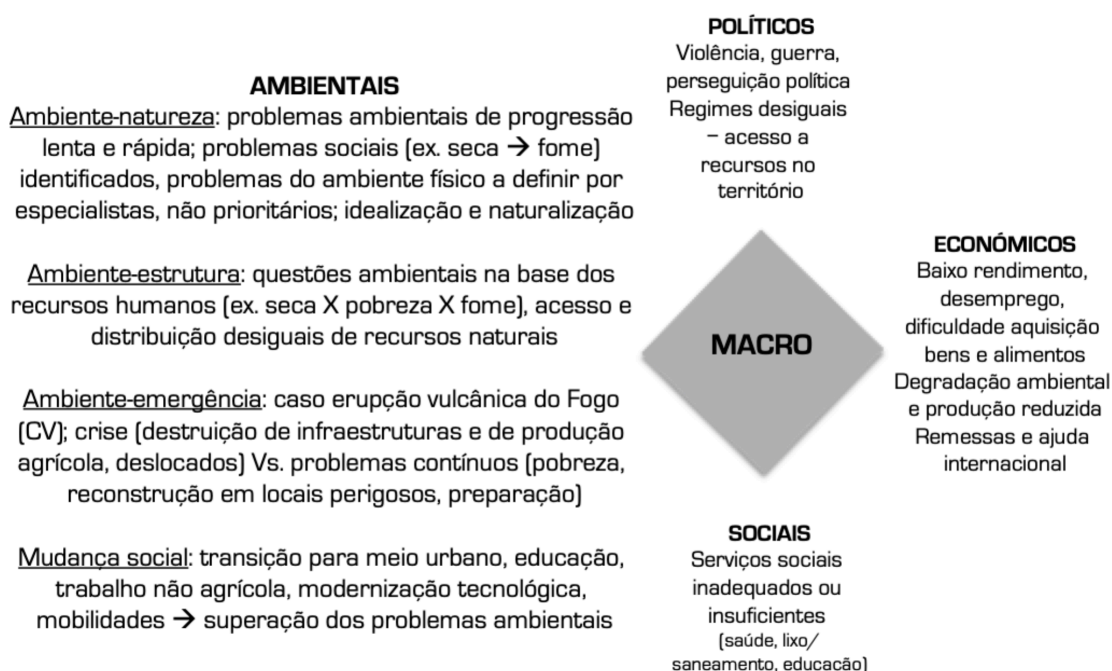 POLÍTICOS
Violência, guerra,
perseguição política
Regimes desiguais
– acesso a
recursos no
território
AMBIENTAIS
Ambiente-natureza: problemas ambientais de progressão
lenta e rápida; problemas sociais (ex. seca → fome)
identificados, problemas do ambiente físico a definir por
especialistas, não prioritários; idealização e naturalização
Ambiente-estrutura: questões ambientais na base dos
recursos humanos (ex. seca X pobreza X fome), acesso e
distribuição desiguais de recursos naturais
Ambiente-emergência: caso erupção vulcânica do Fogo
(CV); crise (destruição de infraestruturas e de produção
agrícola, deslocados) Vs. problemas contínuos (pobreza,
reconstrução em locais perigosos, preparação)
Mudança social: transição para meio urbano, educação,
trabalho não agrícola, modernização tecnológica,
mobilidades → superação dos problemas ambientais
MACRO
ECONÓMICOS
Baixo rendimento,
desemprego,
dificuldade aquisição
bens e alimentos
Degradação ambiental
e produção reduzida
Remessas e ajuda
internacional
SOCIAIS
Serviços sociais
inadequados ou
insuficientes
(saúde, lixo/
saneamento, educação)